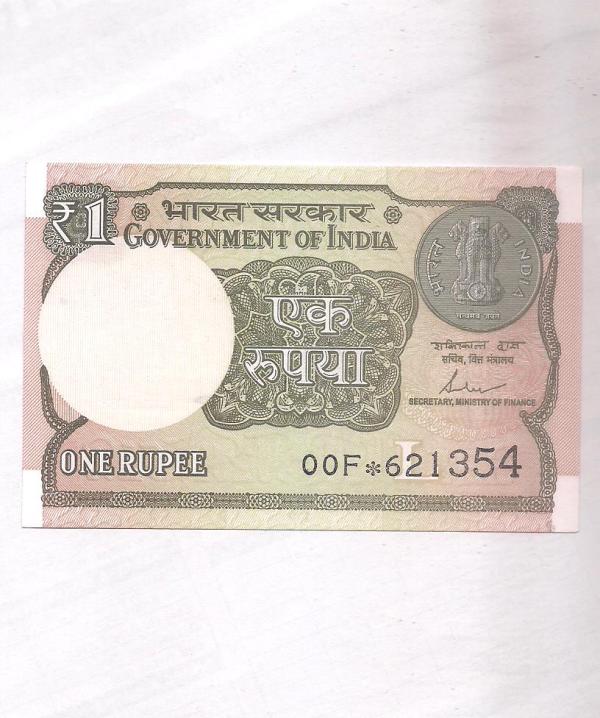 ₹1
भारत सरकार
GOVERNMENT OF INDIA
भारत INDIA
सत्यमेव जयते
एक
रुपया
शक्तिकान्त दास
सचिव, वित्त मंत्रालय
SECRETARY, MINISTRY OF FINANCE
ONE RUPEE
L
00F*621354